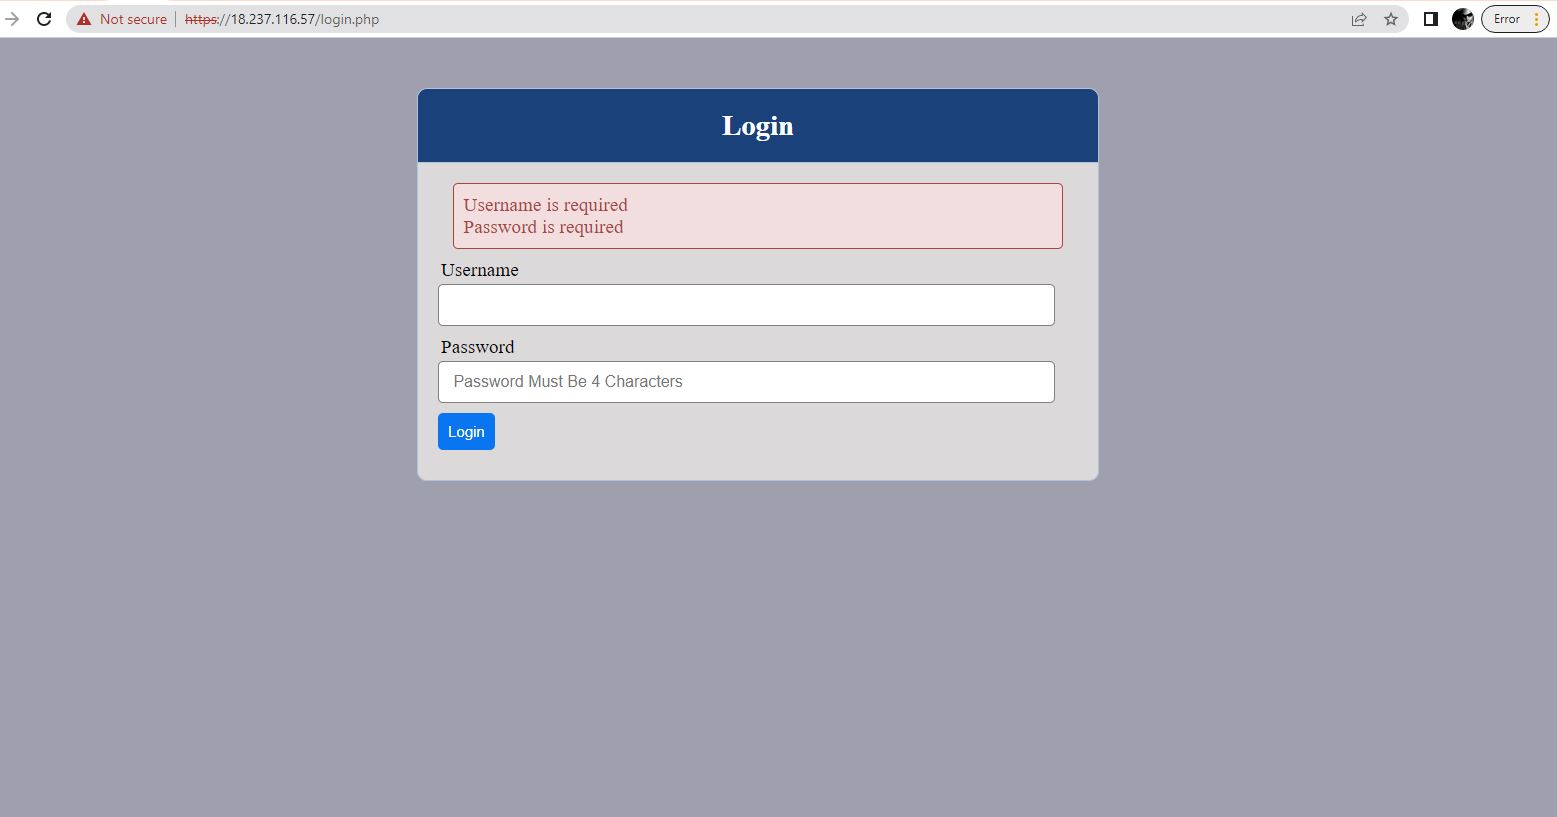 Not secure
https://18.237.116.57/login.php
Error
Login
Username is required
Password is required
Username
Password
Password Must Be 4 Characters
Login